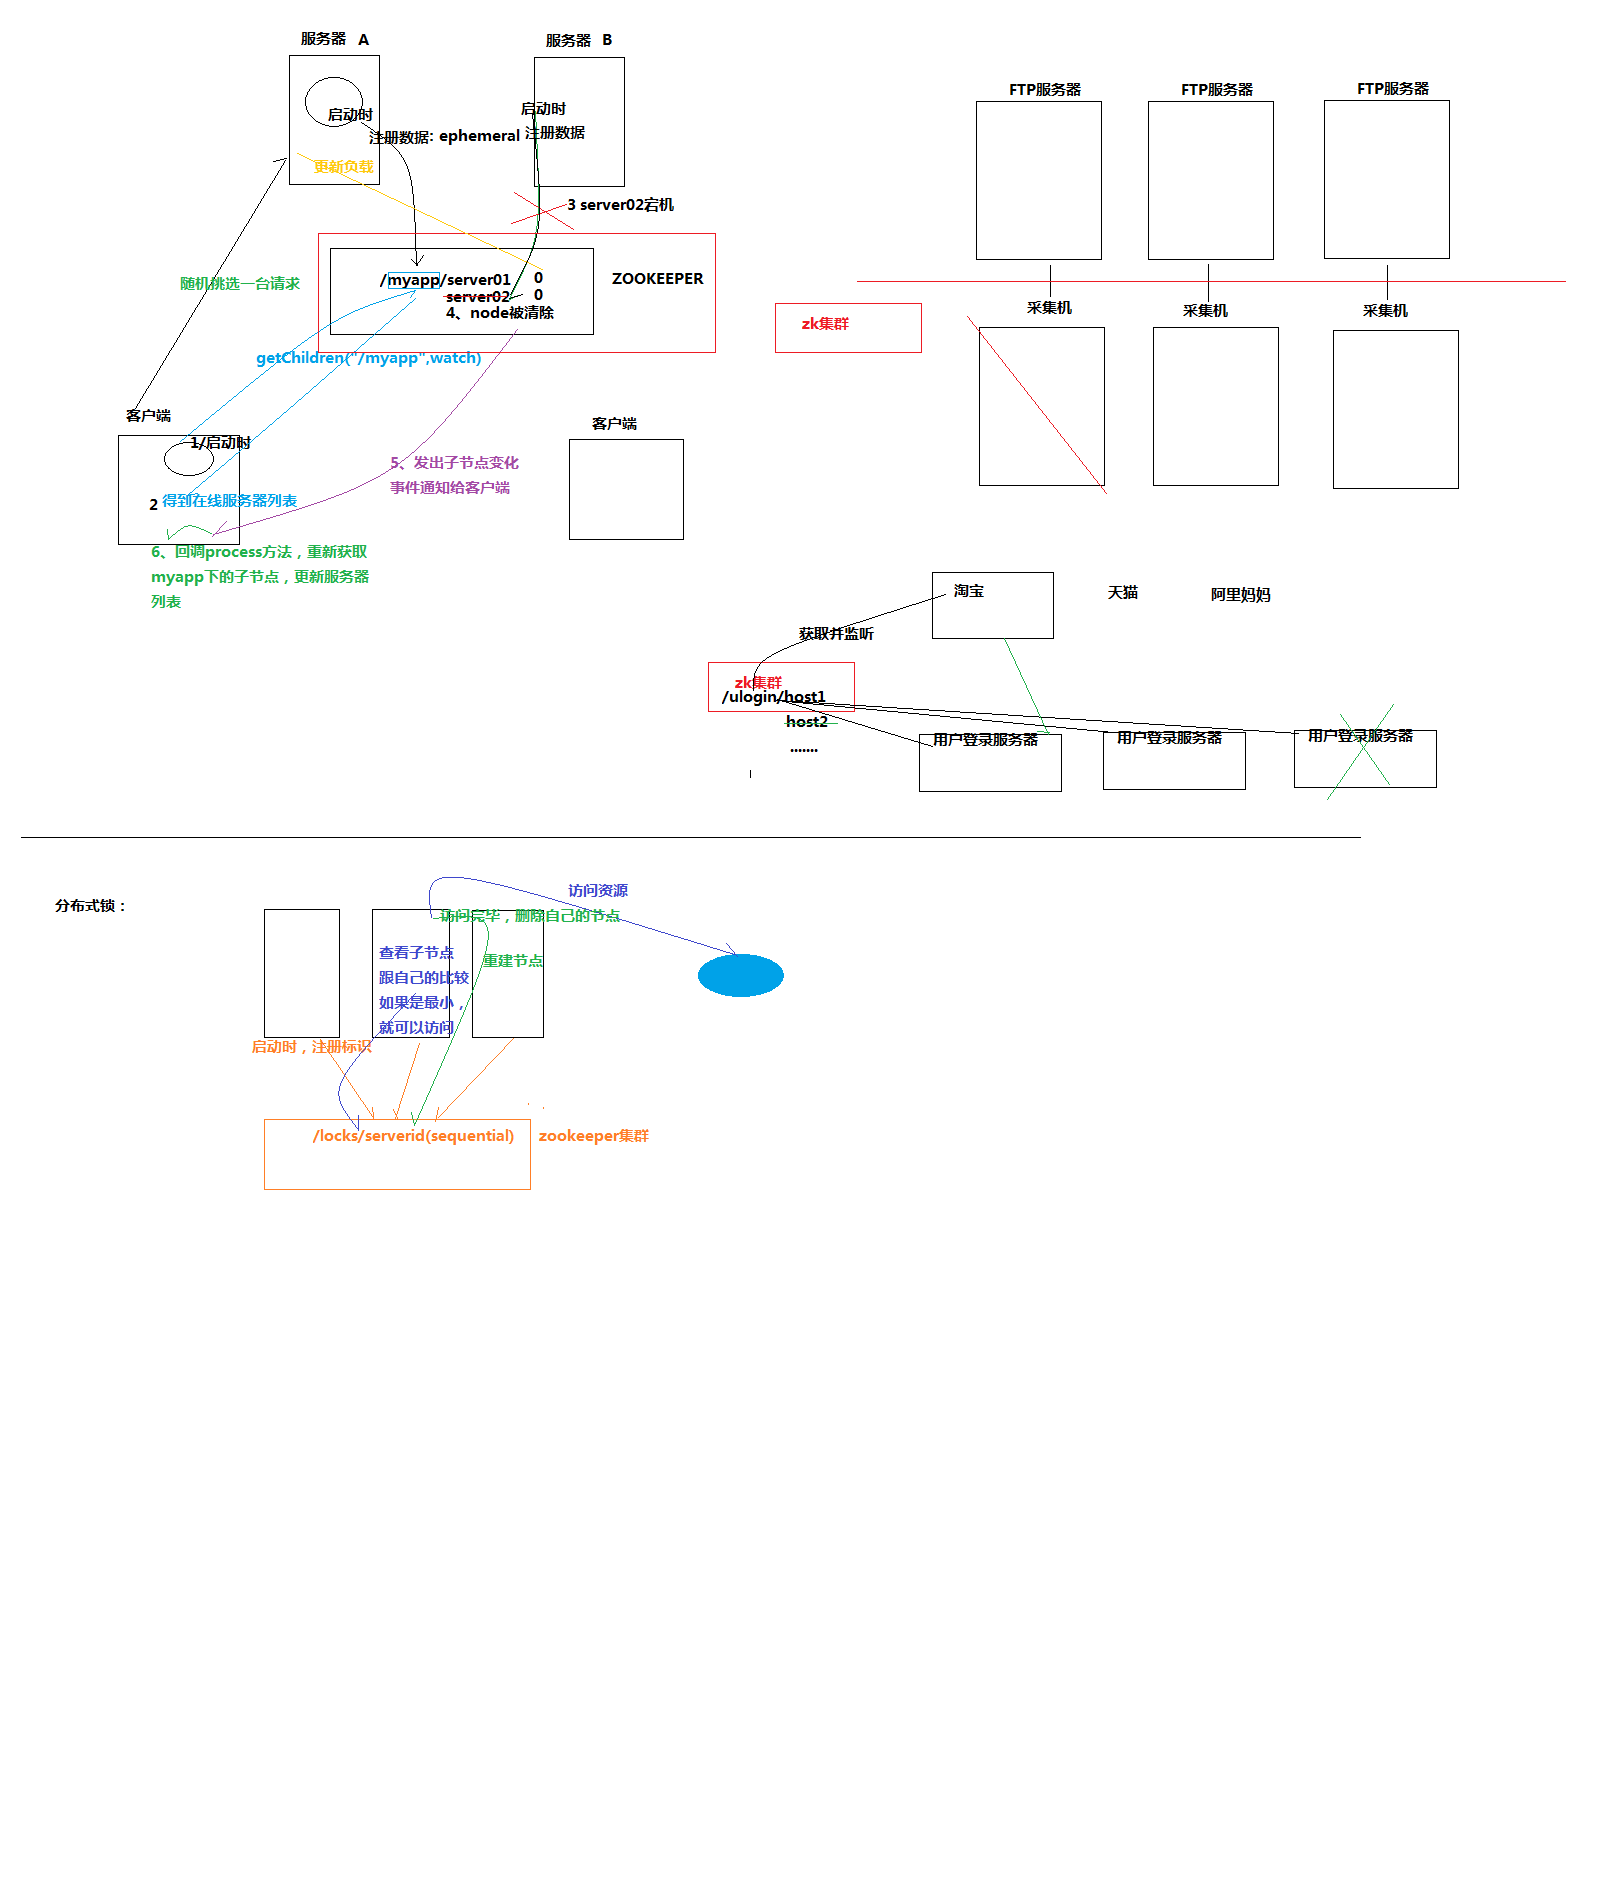 服务器 A
服务器 B
启动时
注册数据: ephemeral
更新负载
启动时
注册数据
3 server02宕机
/myapp/server01 0
server02 0
4、node被清除
ZOOKEEPER
随机挑选一台请求
getChildren("/myapp",watch)
客户端
1/启动时
2 得到在线服务器列表
5、发出子节点变化
事件通知给客户端
6、回调process方法，重新获取
myapp下的子节点，更新服务器
列表
客户端
FTP服务器
FTP服务器
FTP服务器
zk集群
采集机
采集机
采集机
淘宝
天猫
阿里妈妈
获取并监听
zk集群
/ulogin/host1
host2
.......
用户登录服务器
用户登录服务器
用户登录服务器
分布式锁：
访问资源
访问完毕，删除自己的节点
查看子节点
跟自己的比较
如果是最小，
就可以访问
重建节点
启动时，注册标识
/locks/serverid(sequential)
zookeeper集群